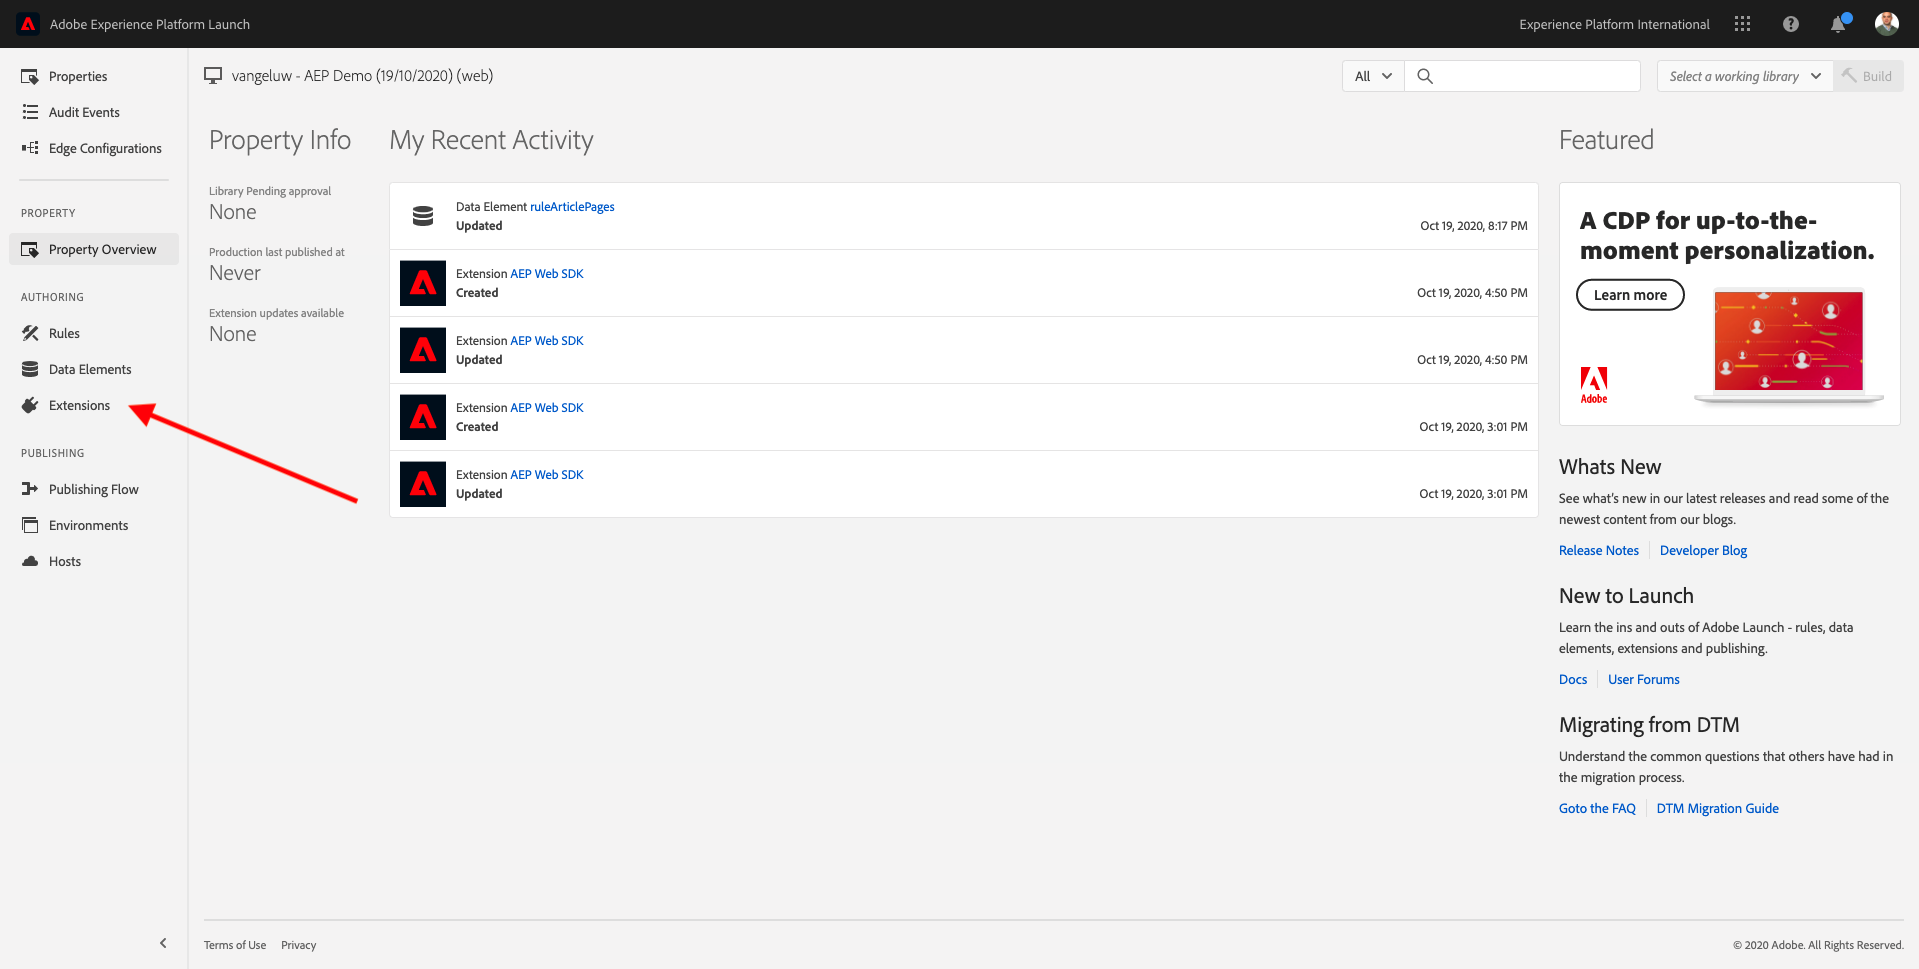 Adobe Experience Platform Launch
Experience Platform International
Properties
Audit Events
Edge Configurations
PROPERTY
Property Overview
AUTHORING
Rules
Data Elements
Extensions
PUBLISHING
Publishing Flow
Environments
Hosts
vangeluw - AEP Demo (19/10/2020) (web)
All
Select a working library
Build
Property Info
Library Pending approval
None
Production last published at
Never
Extension updates available
None
My Recent Activity
Data Element ruleArticlePages
Updated
Oct 19, 2020, 8:17 PM
Extension AEP Web SDK
Created
Oct 19, 2020, 4:50 PM
Extension AEP Web SDK
Updated
Oct 19, 2020, 4:50 PM
Extension AEP Web SDK
Created
Oct 19, 2020, 3:01 PM
Extension AEP Web SDK
Updated
Oct 19, 2020, 3:01 PM
Featured
A CDP for up-to-the-
moment personalization.
Learn more
Adobe
Whats New
See what's new in our latest releases and read some of the
newest content from our blogs.
Release Notes
Developer Blog
New to Launch
Learn the ins and outs of Adobe Launch - rules, data
elements, extensions and publishing.
Docs
User Forums
Migrating from DTM
Understand the common questions that others have had in
the migration process.
Goto the FAQ
DTM Migration Guide
Terms of Use
Privacy
© 2020 Adobe. All Rights Reserved.